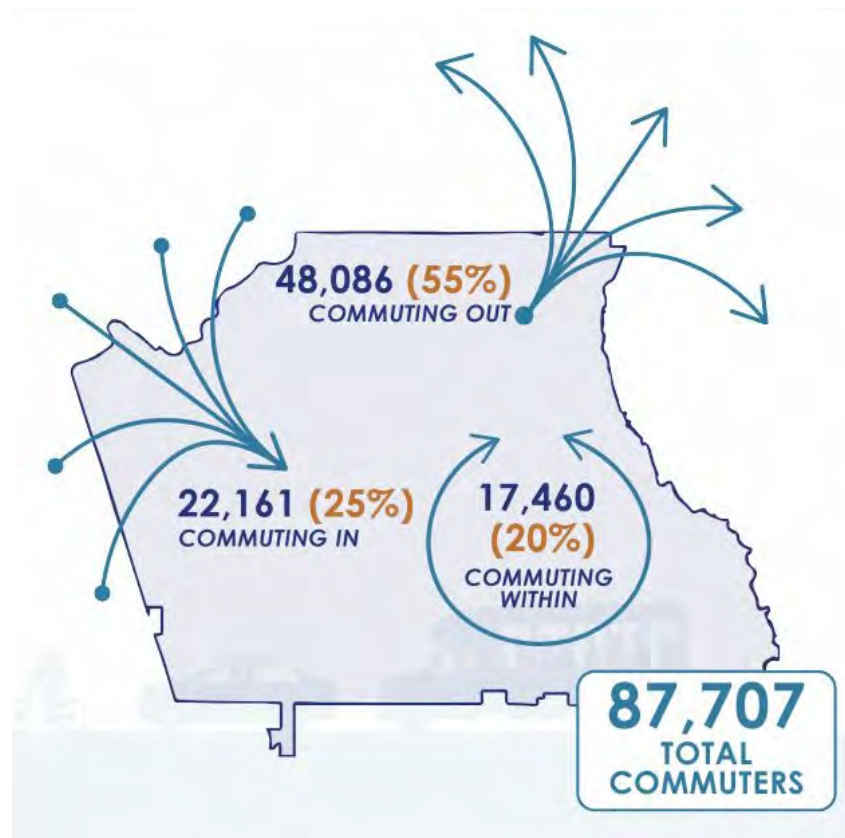 48,086 (55%)
COMMUTING OUT
22,161 (25%)
COMMUTING IN
17,460
(20%)
COMMUTING
WITHIN
87,707
TOTAL
COMMUTERS